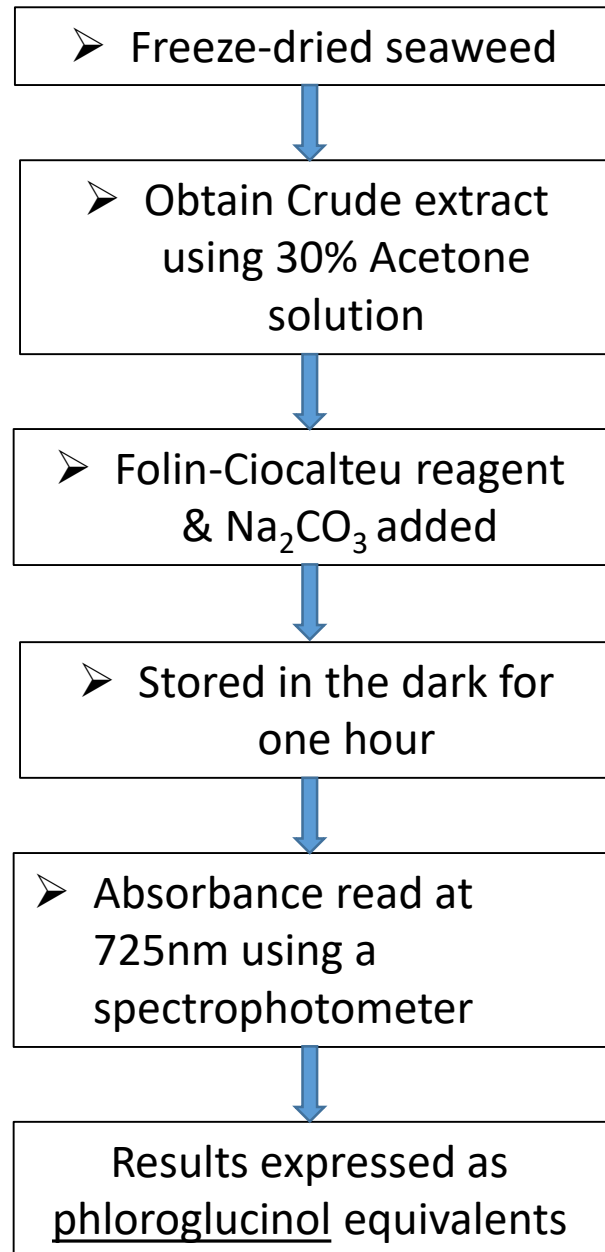 ➢ Freeze-dried seaweed
➢ Obtain Crude extract
using 30% Acetone
solution
➢ Folin-Ciocalteu reagent
& Na₂CO₃ added
➢ Stored in the dark for
one hour
➢ Absorbance read at
725nm using a
spectrophotometer
Results expressed as
phloroglucinol equivalents